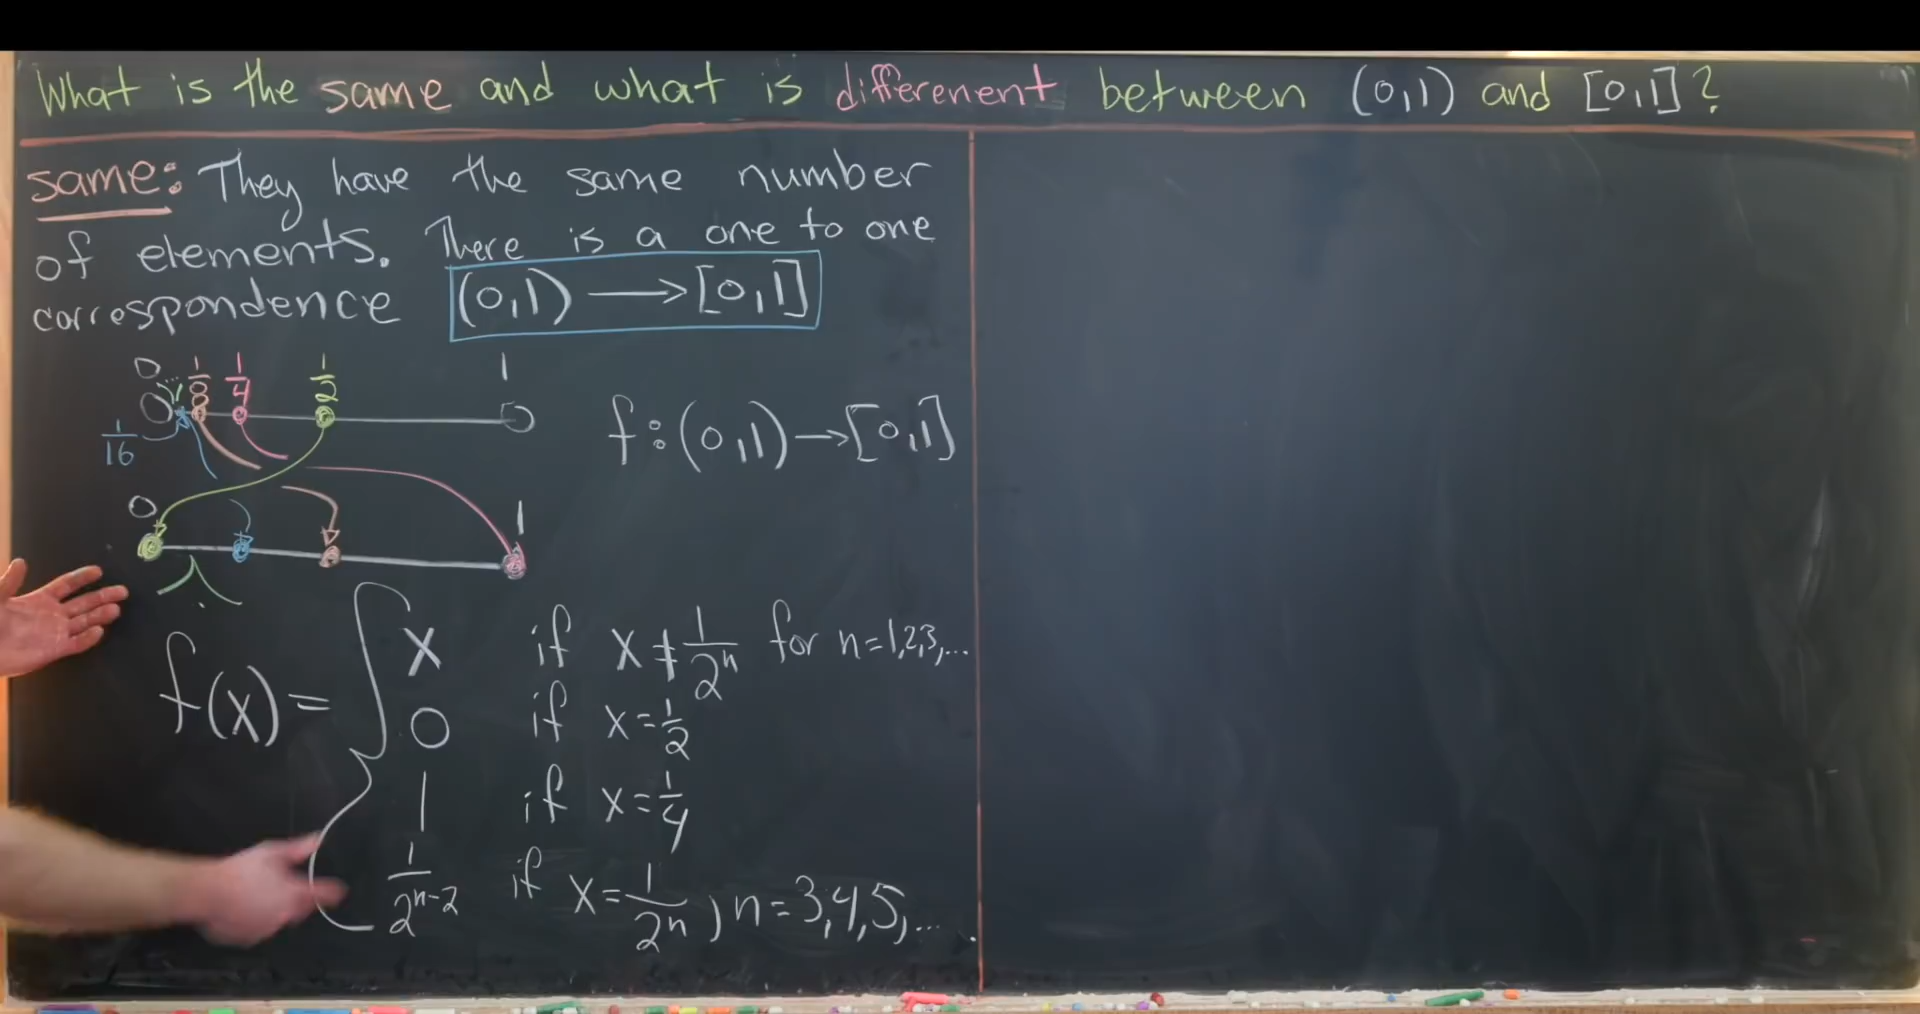 What is the same and what is differenent between (0,1) and [0,1]?
same: They have the same number
of elements. There is a one to one
correspondence (0,1) → [0,1]
0 ... 1/8 1/4 1/2 1
1/16
f:(0,1)→[0,1]
0 1
f(x)= { x if x≠1/2ⁿ for n=1,2,3,...
0 if x=1/2
1 if x=1/4
1/2ⁿ⁻² if x=1/2ⁿ, n=3,4,5,...